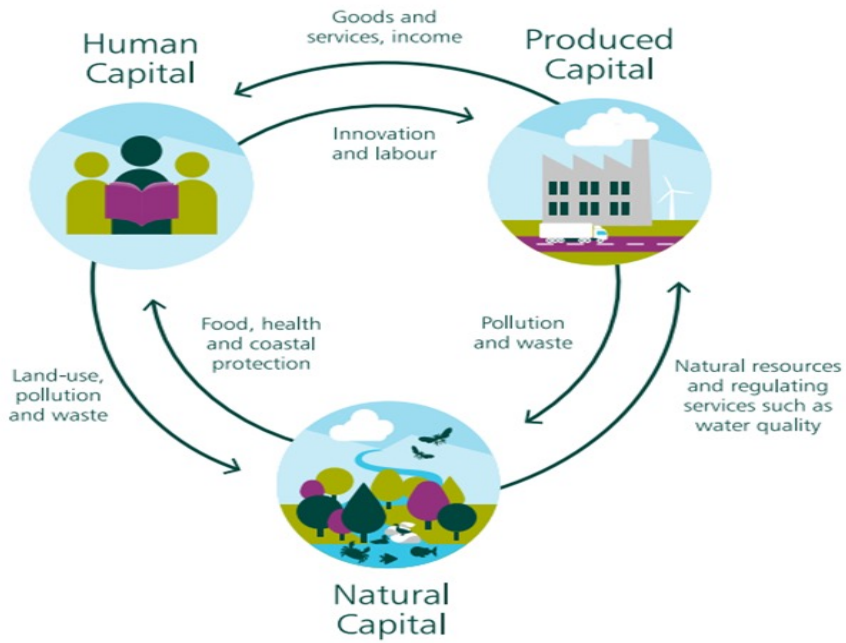 Goods and
services, income
Human
Capital
Produced
Capital
Innovation
and labour
Food, health
and coastal
protection
Pollution
and waste
Land-use,
pollution
and waste
Natural resources
and regulating
services such as
water quality
Natural
Capital